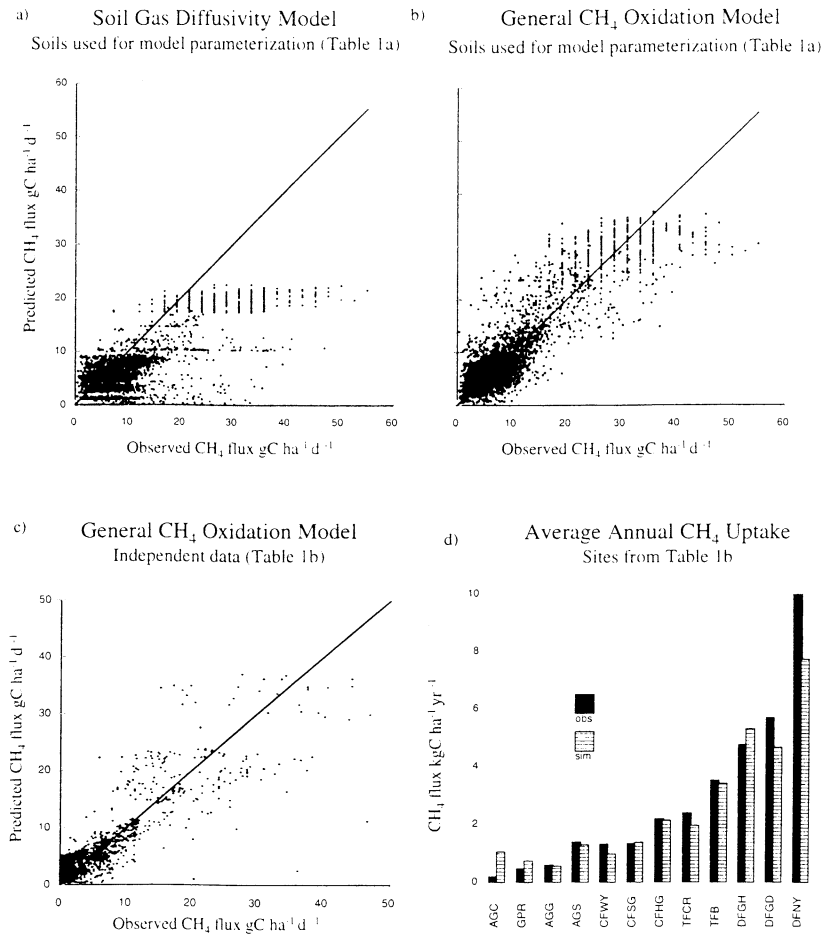 a)
Soil Gas Diffusivity Model
Soils used for model parameterization (Table 1a)
60
50
40
30
20
10
0
Predicted CH₄ flux gC ha⁻¹ d⁻¹
0 10 20 30 40 50 60
Observed CH₄ flux gC ha⁻¹ d⁻¹
b)
General CH₄ Oxidation Model
Soils used for model parameterization (Table 1a)
0 10 20 30 40 50 60
Observed CH₄ flux gC ha⁻¹ d⁻¹
c)
General CH₄ Oxidation Model
Independent data (Table 1b)
50
40
30
20
10
0
Predicted CH₄ flux gC ha⁻¹ d⁻¹
0 10 20 30 40 50
Observed CH₄ flux gC ha⁻¹ d⁻¹
d)
Average Annual CH₄ Uptake
Sites from Table 1b
10
8
6
4
2
0
CH₄ flux kgC ha⁻¹ yr⁻¹
obs
sim
AGC GPR AGG AGS CFWY CFSG CFHG TFCR TFB DFGH DFGD DFNY